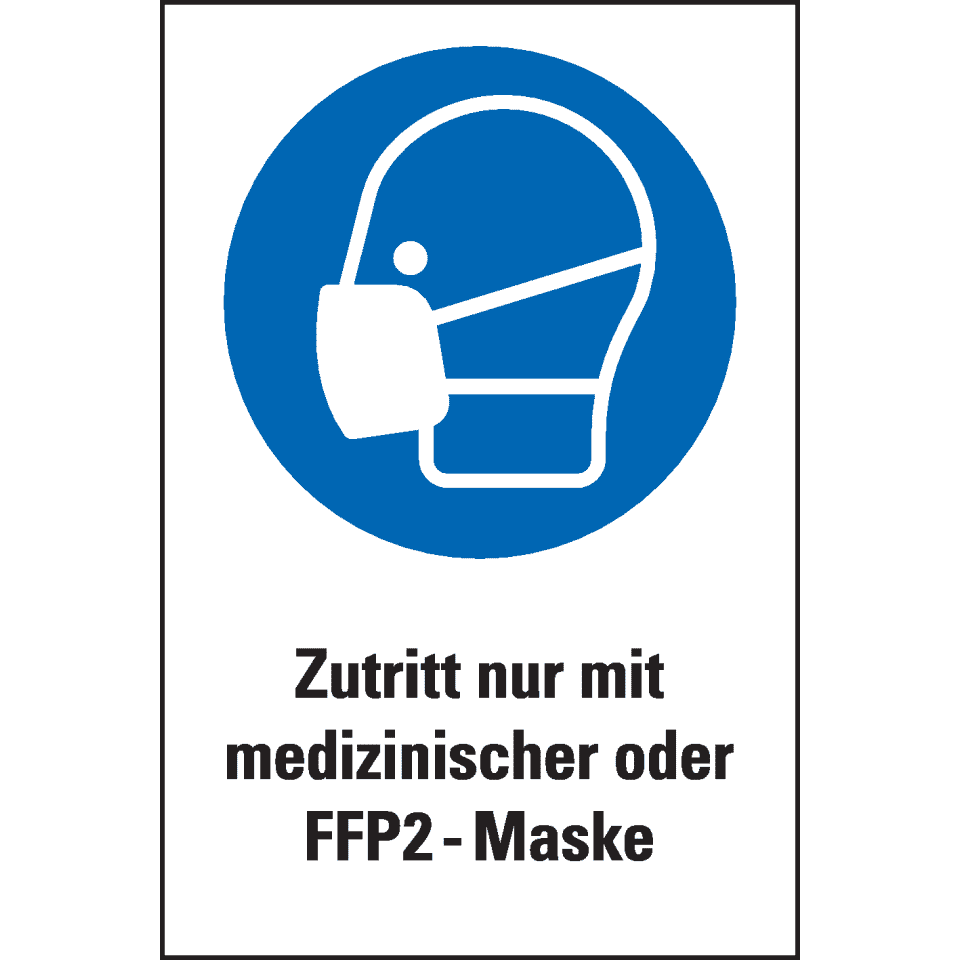 Zutritt nur mit
medizinischer oder
FFP2 - Maske